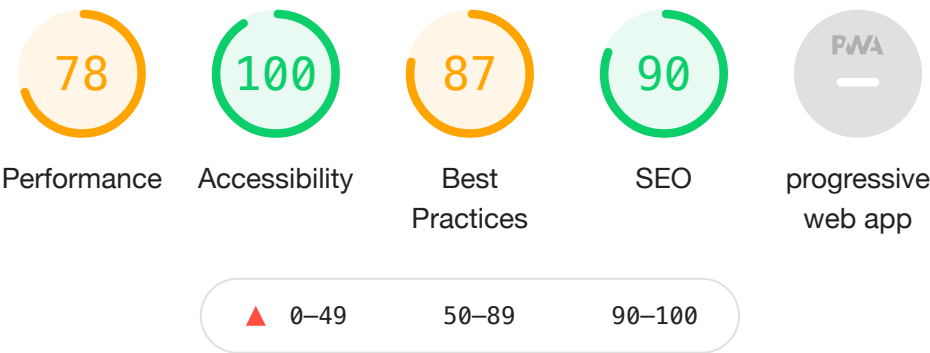 78 100 87 90 PWA
Performance Accessibility Best SEO progressive
Practices web app
0–49 50–89 90–100